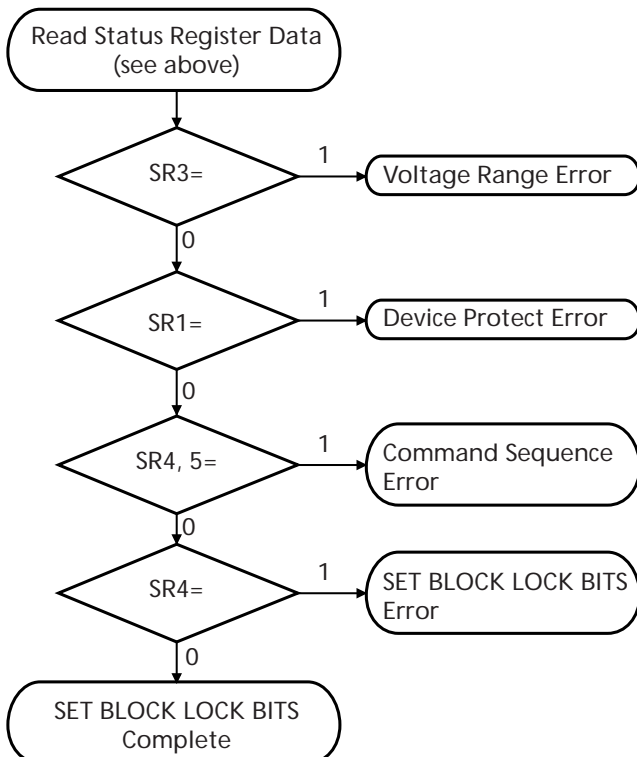 Read Status Register Data
(see above)
SR3=
1
Voltage Range Error
0
SR1=
1
Device Protect Error
0
SR4, 5=
1
Command Sequence
Error
0
SR4=
1
SET BLOCK LOCK BITS
Error
0
SET BLOCK LOCK BITS
Complete